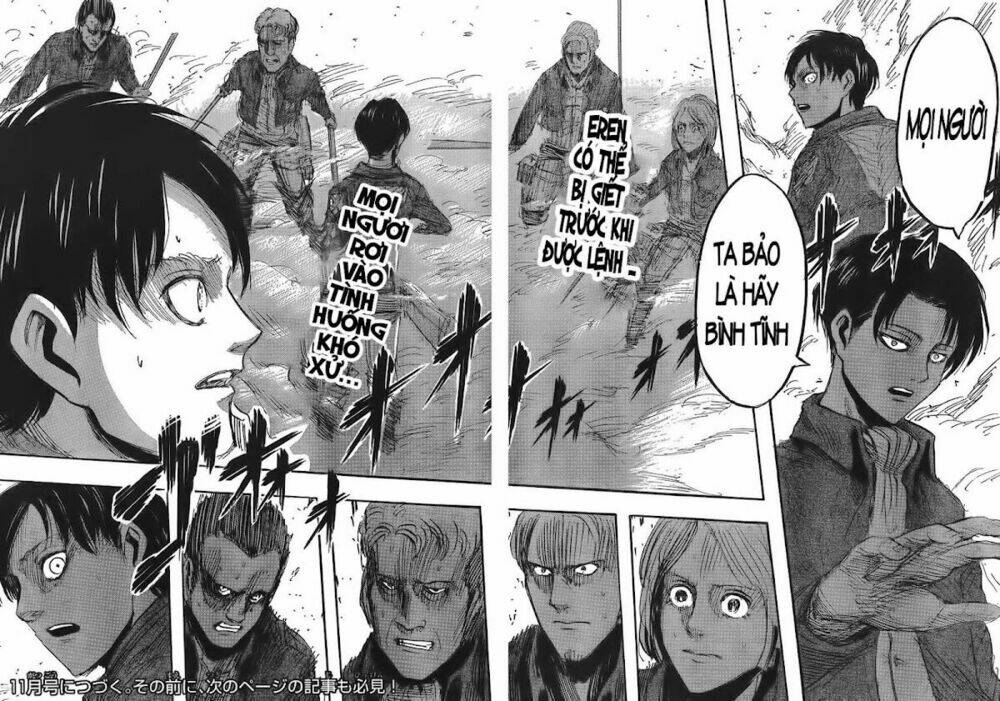 MỌI NGƯỜI
TA BẢO
LÀ HÃY
BÌNH TĨNH
EREN
CÓ THỂ
BỊ GIẾT
TRƯỚC KHI
ĐƯỢC LỆNH ..
MỌI
NGƯƠI
RƠI
VÀO
TÌNH
HUỐNG
KHÓ
XỬ...
11月号につづく。その前に、次のページの記事も必見！